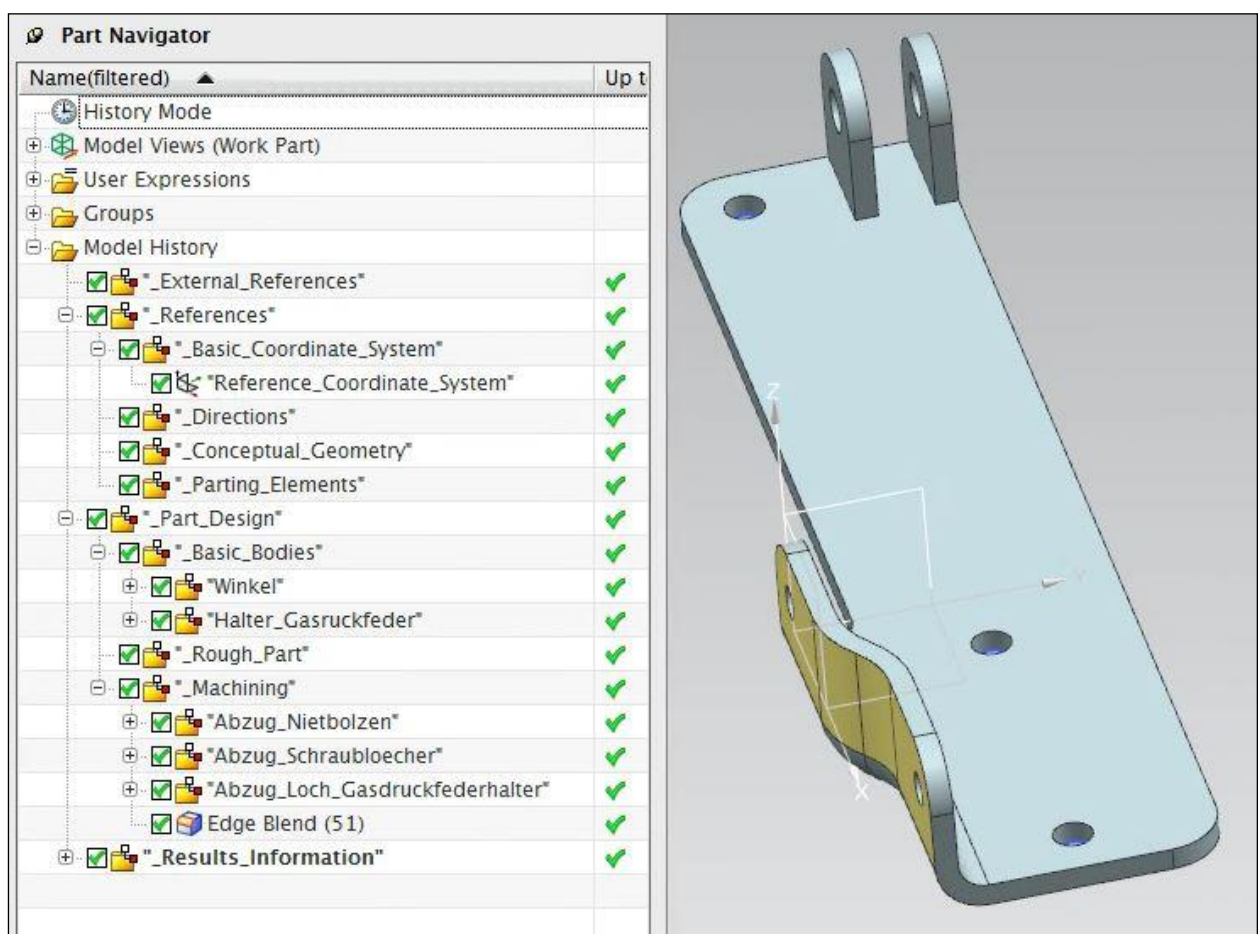 Part Navigator
Name(filtered) Up t
History Mode
Model Views (Work Part)
User Expressions
Groups
Model History
"_External_References"
"_References"
"_Basic_Coordinate_System"
"Reference_Coordinate_System"
"_Directions"
"_Conceptual_Geometry"
"_Parting_Elements"
"_Part_Design"
"_Basic_Bodies"
"Winkel"
"Halter_Gasruckfeder"
"_Rough_Part"
"_Machining"
"Abzug_Nietbolzen"
"Abzug_Schraubloecher"
"Abzug_Loch_Gasdruckfederhalter"
Edge Blend (51)
"_Results_Information"
Z
Y
X